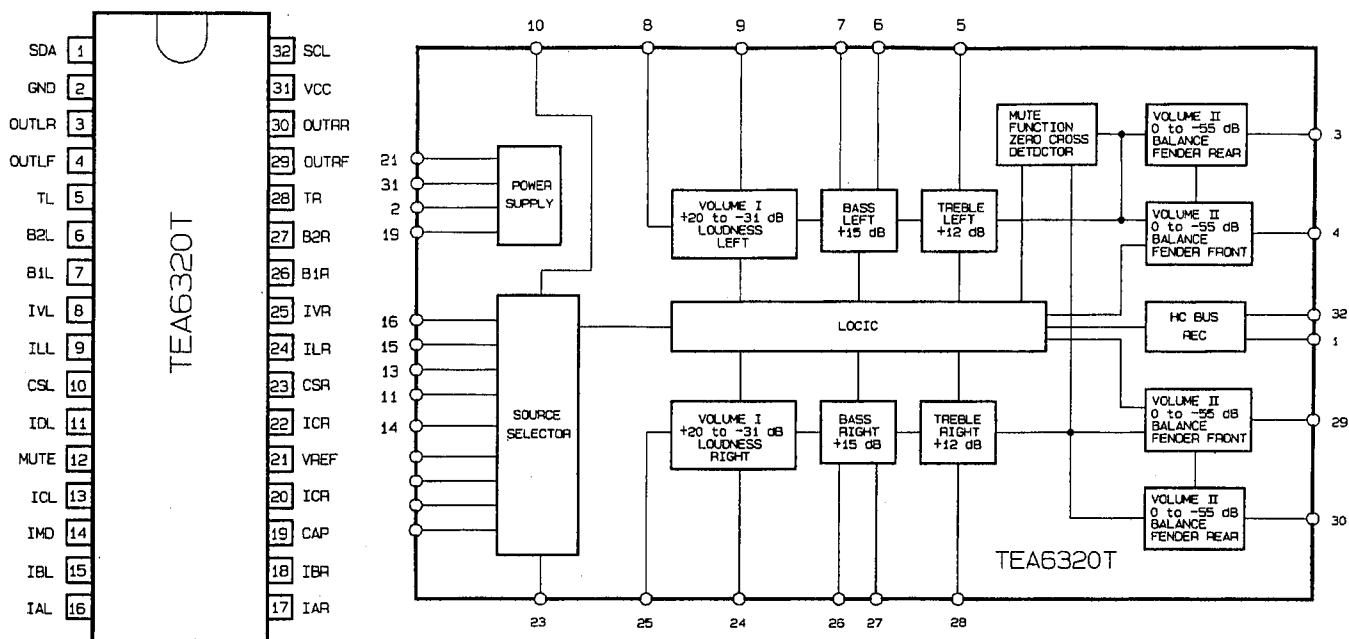 SDA 1
GND 2
OUTLR 3
OUTLF 4
TL 5
B2L 6
B1L 7
IVL 8
ILL 9
CSL 10
IDL 11
MUTE 12
ICL 13
IMD 14
IBL 15
IAL 16
TEA6320T
32 SCL
31 VCC
30 OUTRR
29 OUTRF
28 TR
27 B2R
26 B1R
25 IVR
24 ILR
23 CSR
22 ICR
21 VREF
20 ICR
19 CAP
18 IBR
17 IAR
10
8
9
7
6
5
21
31
2
19
POWER
SUPPLY
16
15
13
11
14
SOURCE
SELECTOR
VOLUME I
+20 to -31 dB
LOUDNESS
LEFT
BASS
LEFT
+15 dB
TREBLE
LEFT
+12 dB
MUTE
FUNCTION
ZERO CROSS
DETDCTOR
VOLUME II
0 to -55 dB
BALANCE
FENDER REAR
3
VOLUME II
0 to -55 dB
BALANCE
FENDER FRONT
4
LOCIC
HC BUS
REC
32
1
VOLUME I
+20 to -31 dB
LOUDNESS
RIGHT
BASS
RIGHT
+15 dB
TREBLE
RIGHT
+12 dB
VOLUME II
0 to -55 dB
BALANCE
FENDER FRONT
29
VOLUME II
0 to -55 dB
BALANCE
FENDER REAR
30
TEA6320T
23
25
24
26
27
28